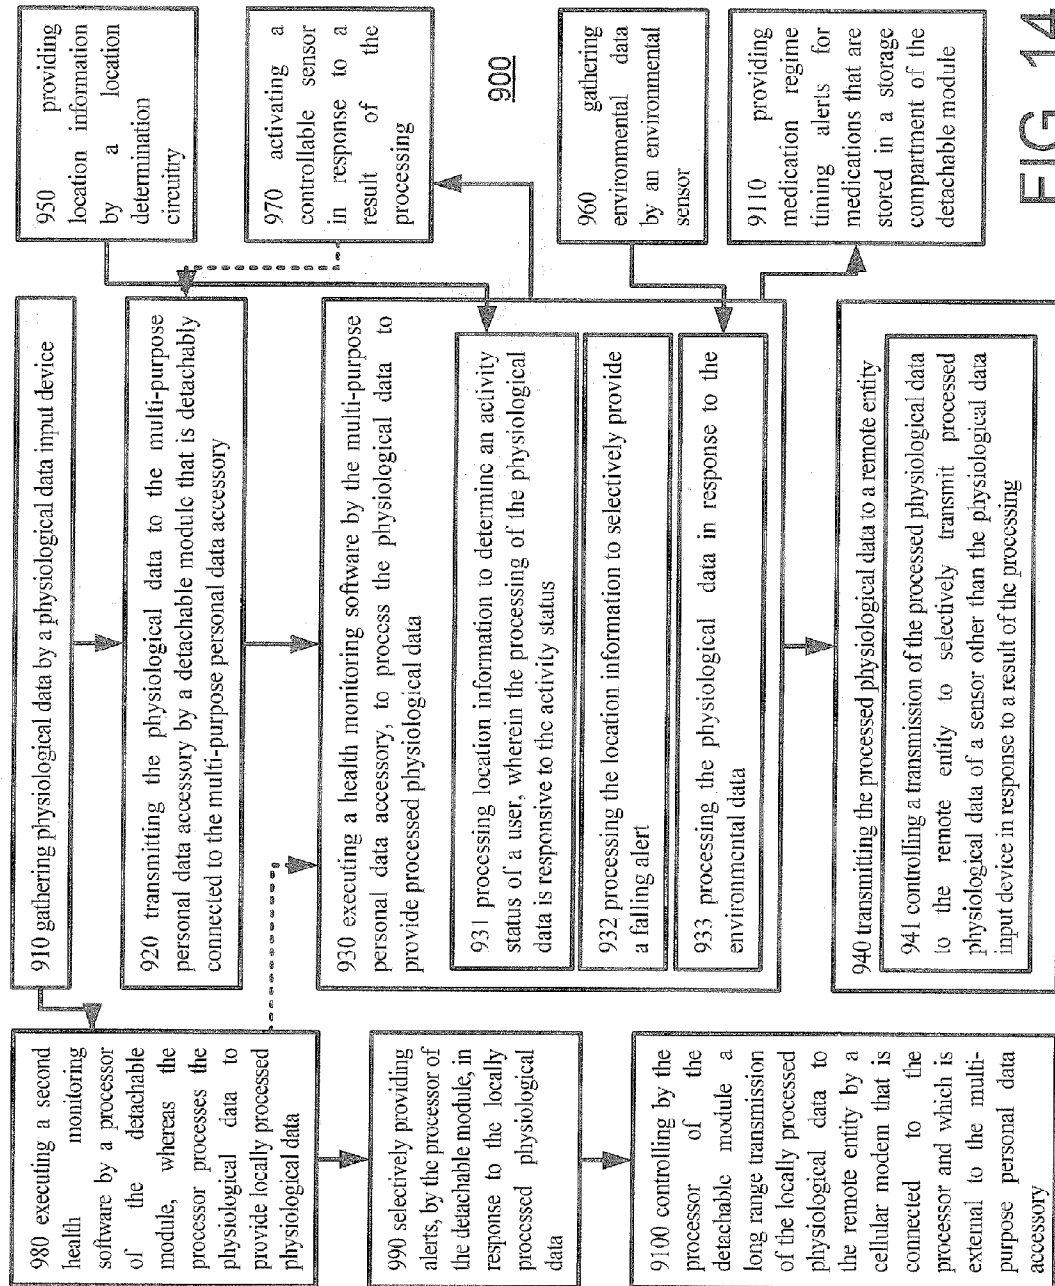 910 gathering physiological data by a physiological data input device
920 transmitting the physiological data to the multi-purpose
personal data accessory by a detachable module that is detachably
connected to the multi-purpose personal data accessory
930 executing a health monitoring software by the multi-purpose
personal data accessory, to process the physiological data to
provide processed physiological data
931 processing location information to determine an activity
status of a user, wherein the processing of the physiological
data is responsive to the activity status
932 processing the location information to selectively provide
a falling alert
933 processing the physiological data in response to the
environmental data
940 transmitting the processed physiological data to a remote entity
941 controlling a transmission of the processed physiological data
to the remote entity to selectively transmit processed
physiological data of a sensor other than the physiological data
input device in response to a result of the processing
950 providing
location information
by a location
determination
circuitry
970 activating a
controllable sensor
in response to a
result of the
processing
900
960 gathering
environmental data
by an environmental
sensor
9110 providing
medication regime
timing alerts for
medications that are
stored in a storage
compartment of the
detachable module
980 executing a second
health monitoring
software by a processor
of the detachable
module, whereas the
processor processes the
physiological data to
provide locally processed
physiological data
990 selectively providing
alerts, by the processor of
the detachable module, in
response to the locally
processed physiological
data
9100 controlling by the
processor of the
detachable module a
long range transmission
of the locally processed
physiological data to
the remote entity by a
cellular modem that is
connected to the
processor and which is
external to the multi-
purpose personal data
accessory
FIG 14